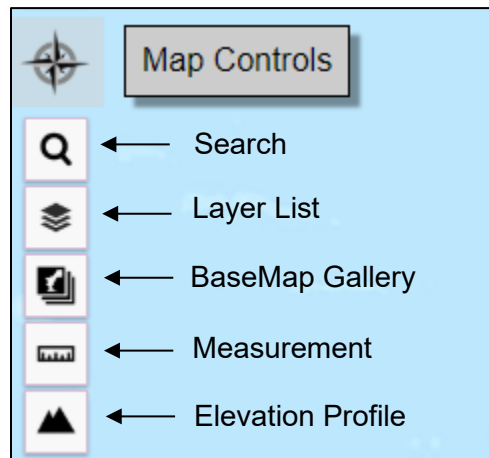 Map Controls
Search
Layer List
BaseMap Gallery
Measurement
Elevation Profile